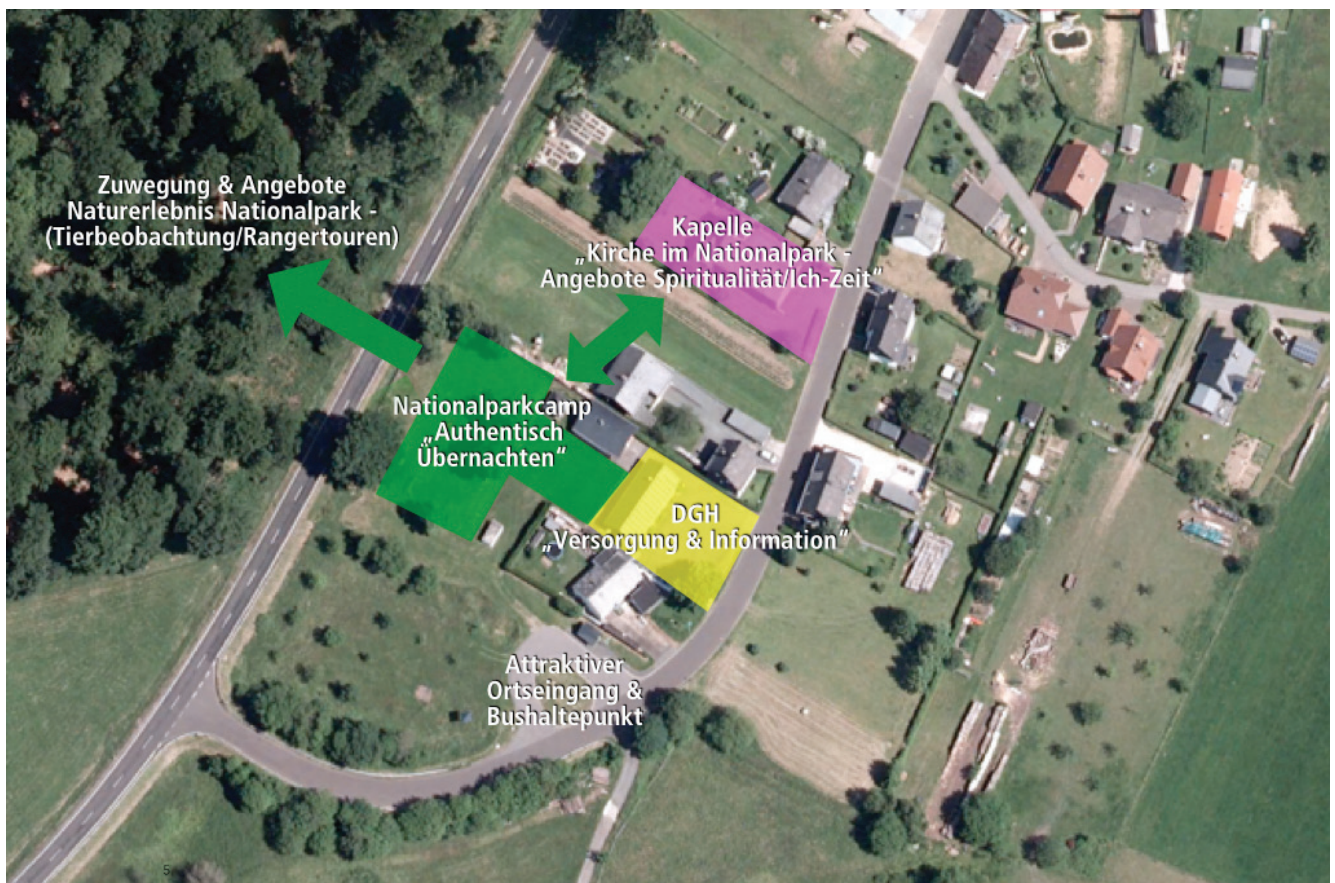 Zuwegung & Angebote
Naturerlebnis Nationalpark -
(Tierbeobachtung/Rangertouren)
Kapelle
„Kirche im Nationalpark -
Angebote Spiritualität/Ich-Zeit“
Nationalparkcamp
„Authentisch
Übernachten“
DGH
„Versorgung & Information“
Attraktiver
Ortseingang &
Bushaltepunkt
5